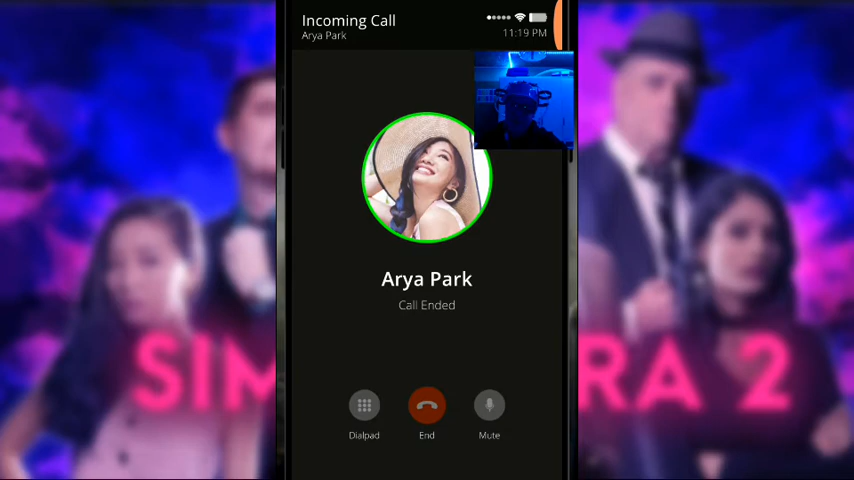 Incoming Call
Arya Park
11:19 PM
Arya Park
Call Ended
Dialpad
End
Mute
SIM
RA 2